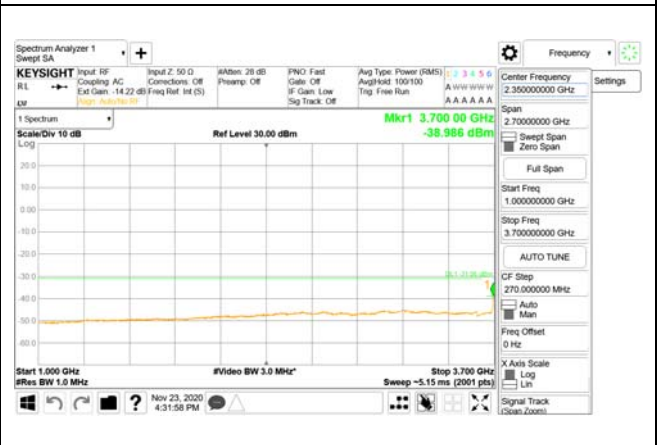 Spectrum Analyzer 1
Swept SA
+
Frequency
KEYSIGHT
RL
Input: RF
Coupling: AC
Ext Gain: -14.22 dB
Align: Auto/No RF
Input Z: 50 Ω
Corrections: Off
Freq Ref: Int (S)
#Atten: 28 dB
Preamp: Off
PNO: Fast
Gate: Off
IF Gain: Low
Sig Track: Off
Avg Type: Power (RMS)
Avg|Hold: 100/100
Trig: Free Run
1 2 3 4 5 6
A W W W W W
A A A A A A
Center Frequency
2.350000000 GHz
Settings
Span
2.70000000 GHz
Swept Span
Zero Span
Full Span
Start Freq
1.000000000 GHz
Stop Freq
3.700000000 GHz
AUTO TUNE
CF Step
270.000000 MHz
Auto
Man
Freq Offset
0 Hz
X Axis Scale
Log
Lin
Signal Track
(Span Zoom)
1 Spectrum
Scale/Div 10 dB
Ref Level 30.00 dBm
Mkr1 3.700 00 GHz
-38.986 dBm
Log
20.0
10.0
0.00
-10.0
-20.0
-30.0
-40.0
-50.0
-60.0
1
Start 1.000 GHz
#Video BW 3.0 MHz*
Stop 3.700 GHz
#Res BW 1.0 MHz
Sweep ~5.15 ms (2001 pts)
?
Nov 23, 2020
4:31:58 PM